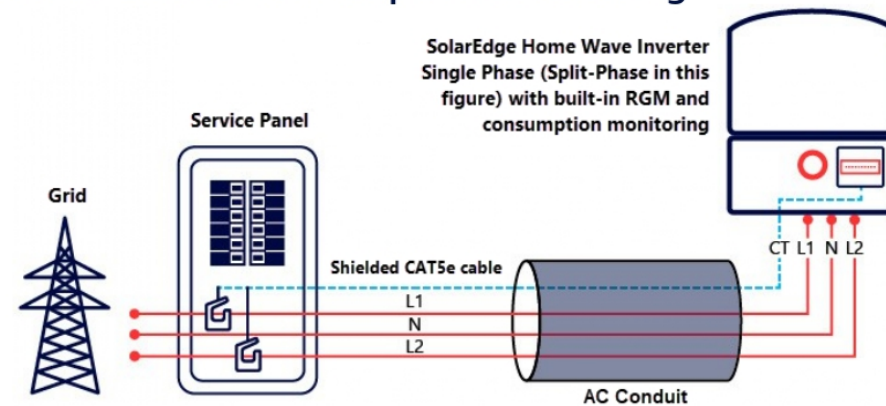 SolarEdge Home Wave Inverter
Single Phase (Split-Phase in this
figure) with built-in RGM and
consumption monitoring
Service Panel
Grid
CT L1 N L2
Shielded CAT5e cable
L1
N
L2
AC Conduit